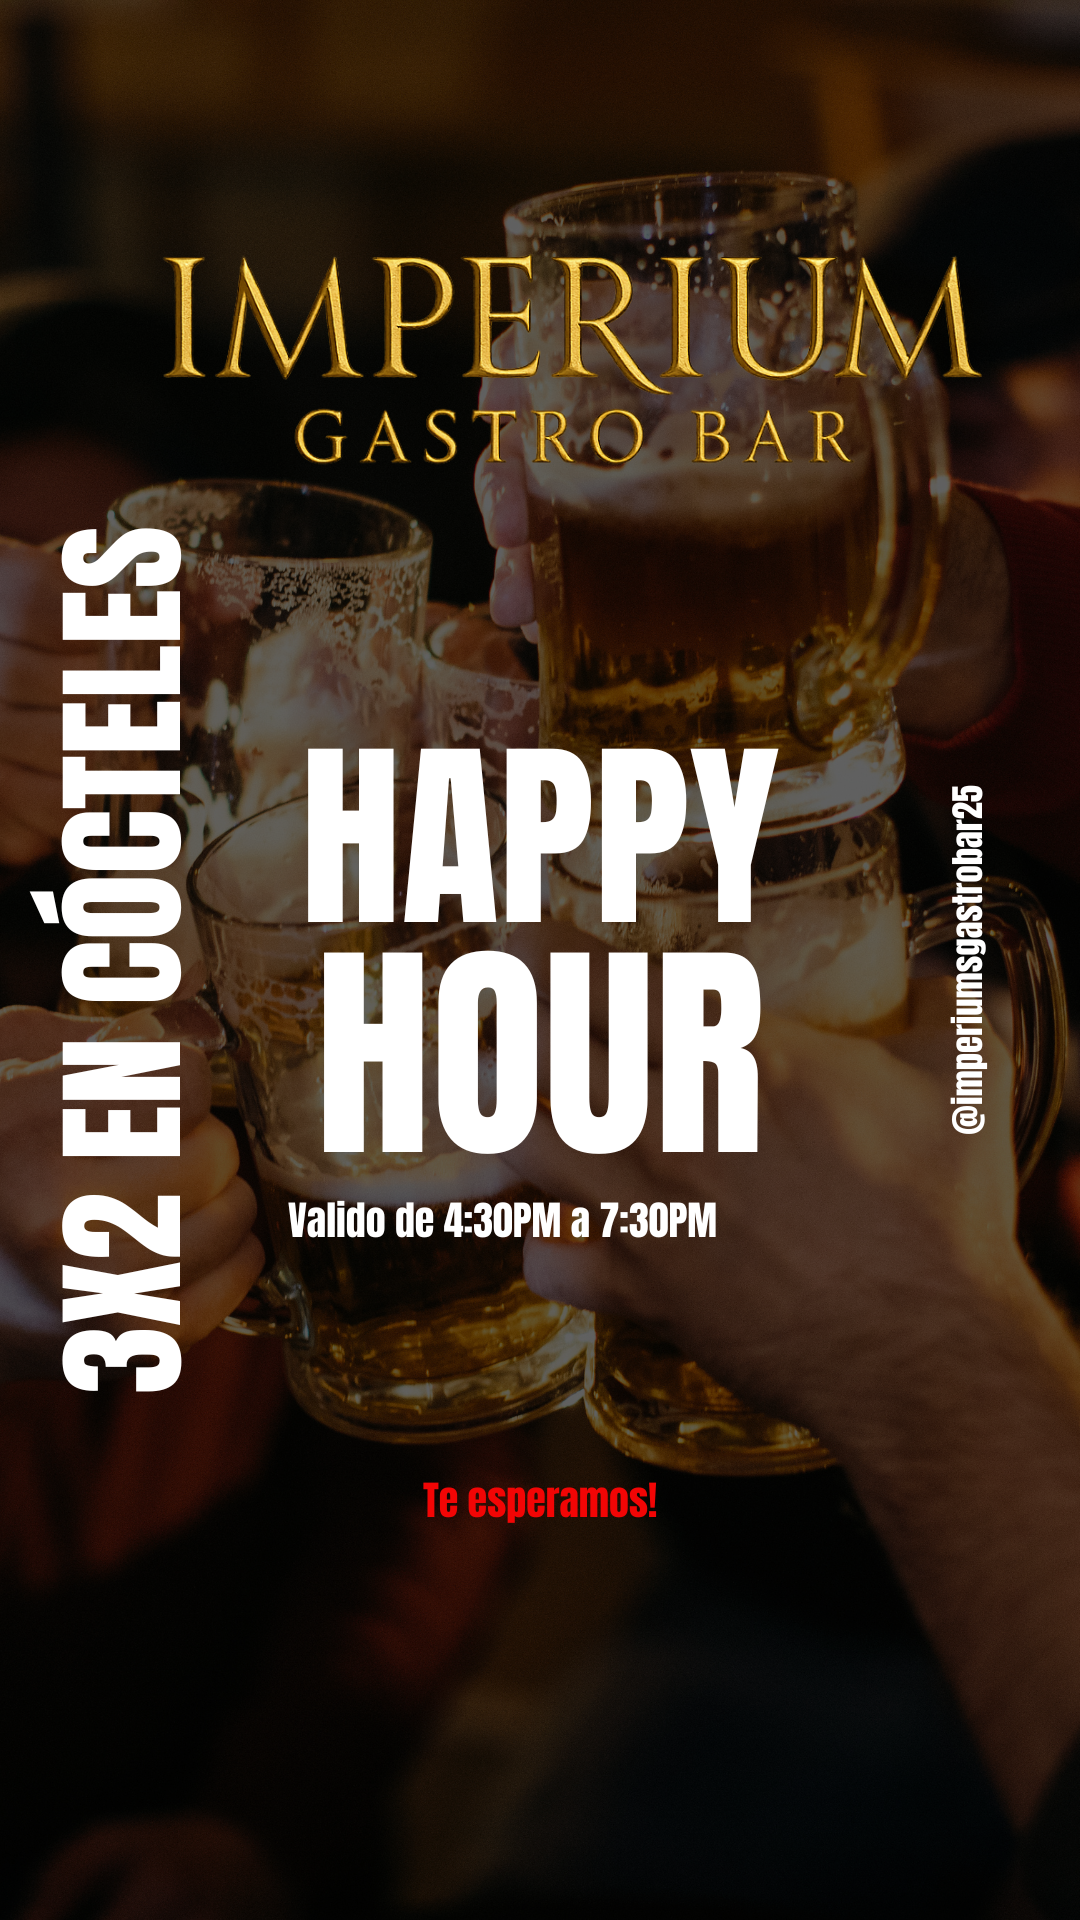 IMPERIUM
GASTRO BAR
3X2 EN CÓCTELES
HAPPY
HOUR
@imperiumsgastrobar25
Valido de 4:30PM a 7:30PM
Te esperamos!